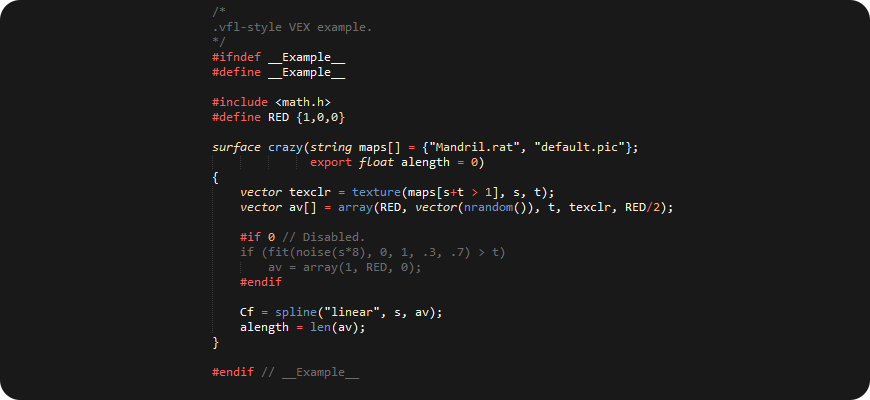 /*
.vfl-style VEX example.
*/
#ifndef __Example__
#define __Example__

#include <math.h>
#define RED {1,0,0}

surface crazy(string maps[] = {"Mandril.rat", "default.pic"};
              export float alength = 0)
{
    vector texclr = texture(maps[s+t > 1], s, t);
    vector av[] = array(RED, vector(nrandom()), t, texclr, RED/2);

    #if 0 // Disabled.
    if (fit(noise(s*8), 0, 1, .3, .7) > t)
        av = array(1, RED, 0);
    #endif

    Cf = spline("linear", s, av);
    alength = len(av);
}

#endif // __Example__